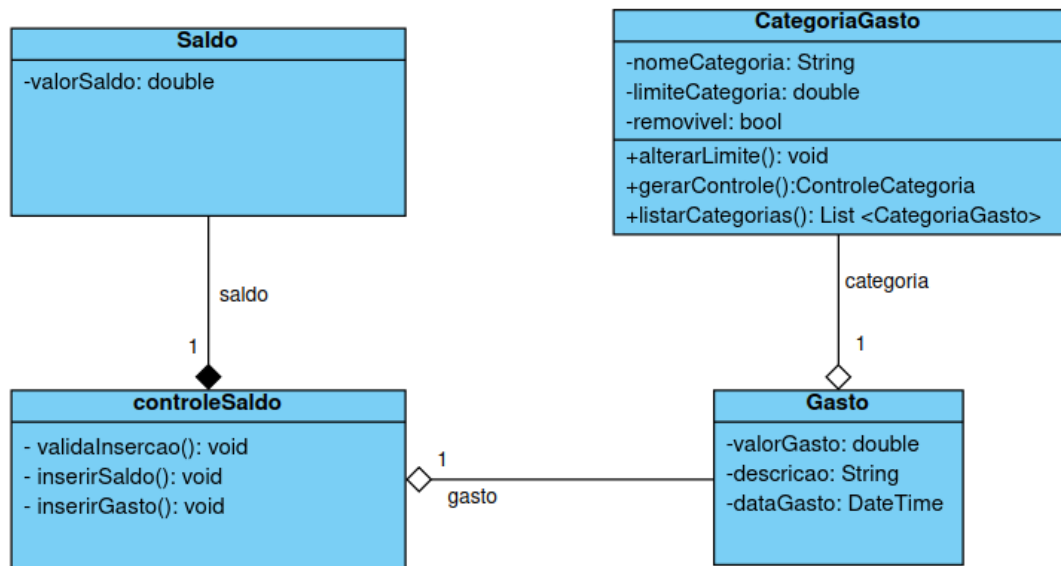 Saldo
-valorSaldo: double
CategoriaGasto
-nomeCategoria: String
-limiteCategoria: double
-removivel: bool
+alterarLimite(): void
+gerarControle():ControleCategoria
+listarCategorias(): List <CategoriaGasto>
saldo
1
categoria
1
controleSaldo
- validaInsercao(): void
- inserirSaldo(): void
- inserirGasto(): void
1
gasto
Gasto
-valorGasto: double
-descricao: String
-dataGasto: DateTime